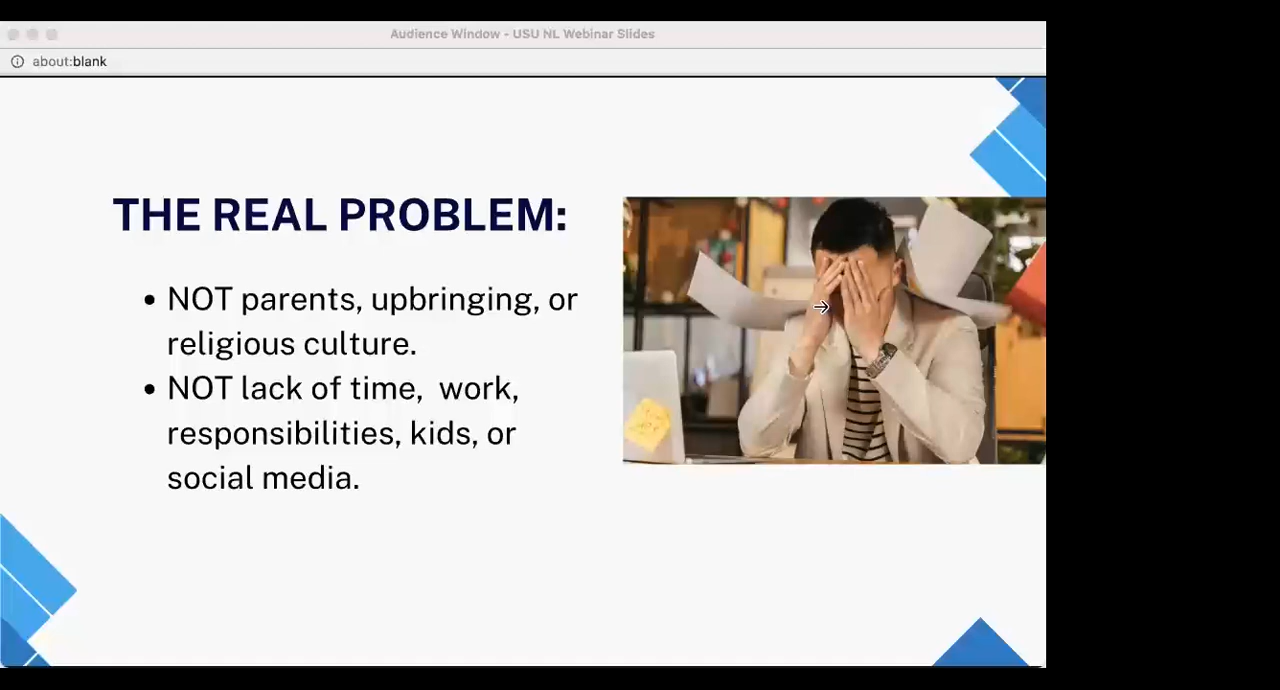 Audience Window - USU NL Webinar Slides
about:blank
THE REAL PROBLEM:
• NOT parents, upbringing, or
religious culture.
• NOT lack of time,  work,
responsibilities, kids, or
social media.